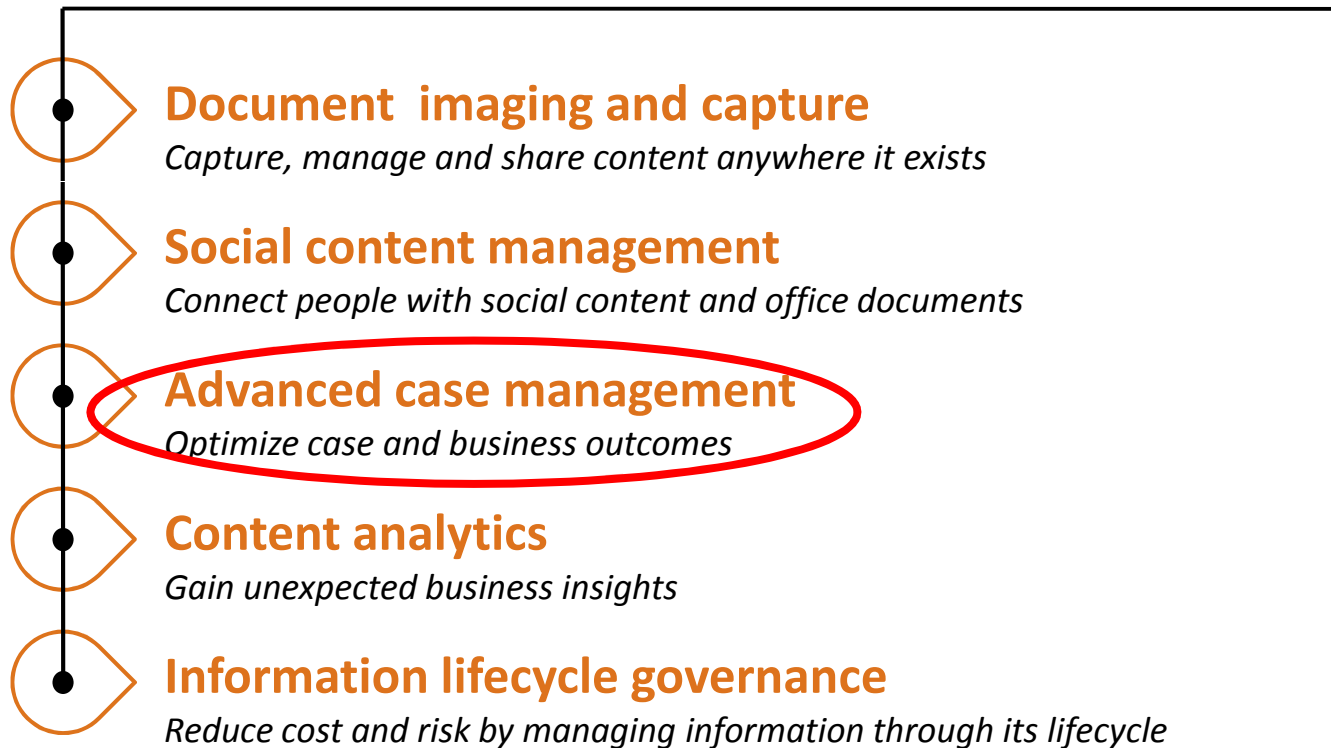 Document imaging and capture
Capture, manage and share content anywhere it exists
Social content management
Connect people with social content and office documents
Advanced case management
Optimize case and business outcomes
Content analytics
Gain unexpected business insights
Information lifecycle governance
Reduce cost and risk by managing information through its lifecycle